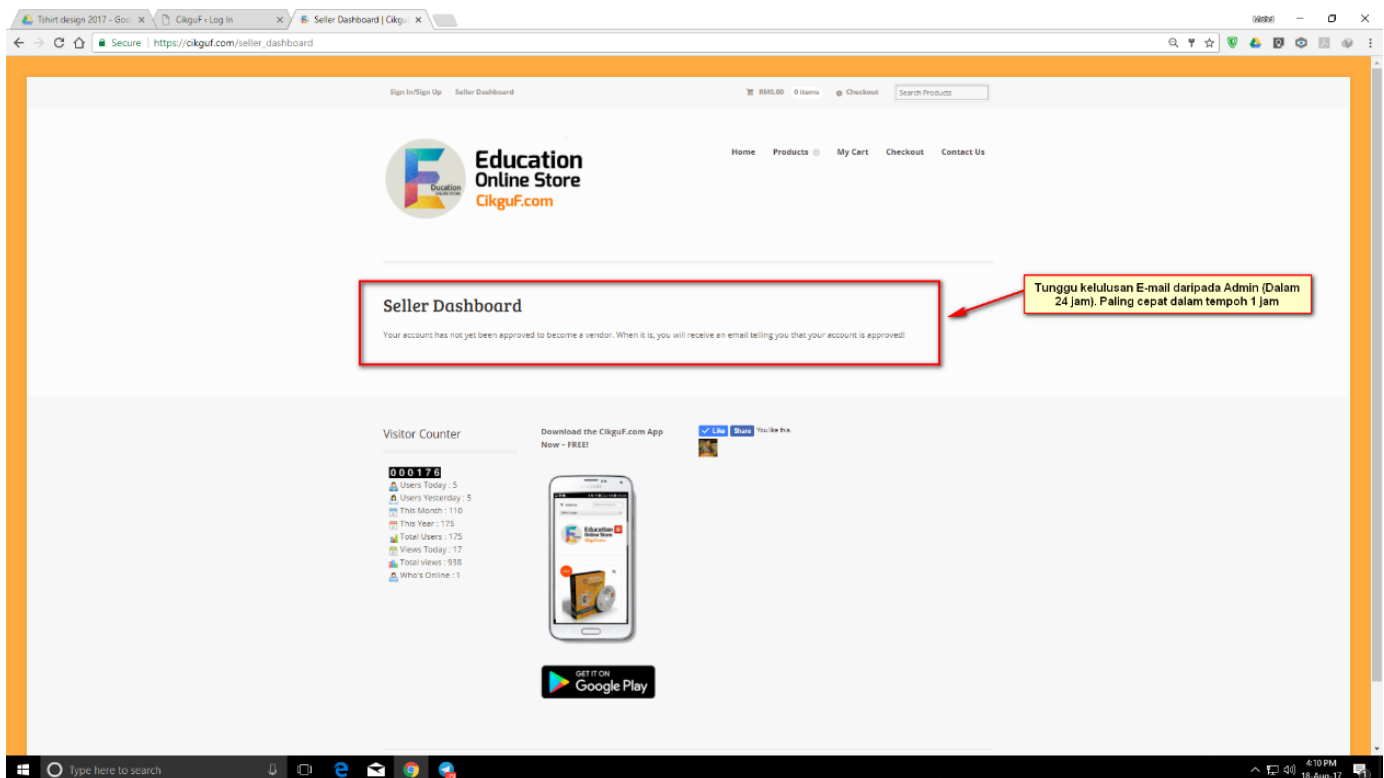 Tshirt design 2017 - Goo
CikguF ‹ Log In
Seller Dashboard | Cikgu
Secure
https://cikguf.com/seller_dashboard
Sign In/Sign Up Seller Dashboard
RM0.00 0 items Checkout Search Products
Education
Online Store
CikguF.com
Ducation
ONLINE STORE
Home Products My Cart Checkout Contact Us
Seller Dashboard
Your account has not yet been approved to become a vendor. When it is, you will receive an email telling you that your account is approved!
Tunggu kelulusan E-mail daripada Admin (Dalam
24 jam). Paling cepat dalam tempoh 1 jam
Visitor Counter
000176
Users Today : 5
Users Yesterday : 5
This Month : 110
This Year : 175
Total Users : 175
Views Today : 17
Total views : 938
Who's Online : 1
Download the CikguF.com App
Now – FREE!
Education
Online Store
GET IT ON
Google Play
Like Share You like this.
Type here to search
4:10 PM
18-Aug-17